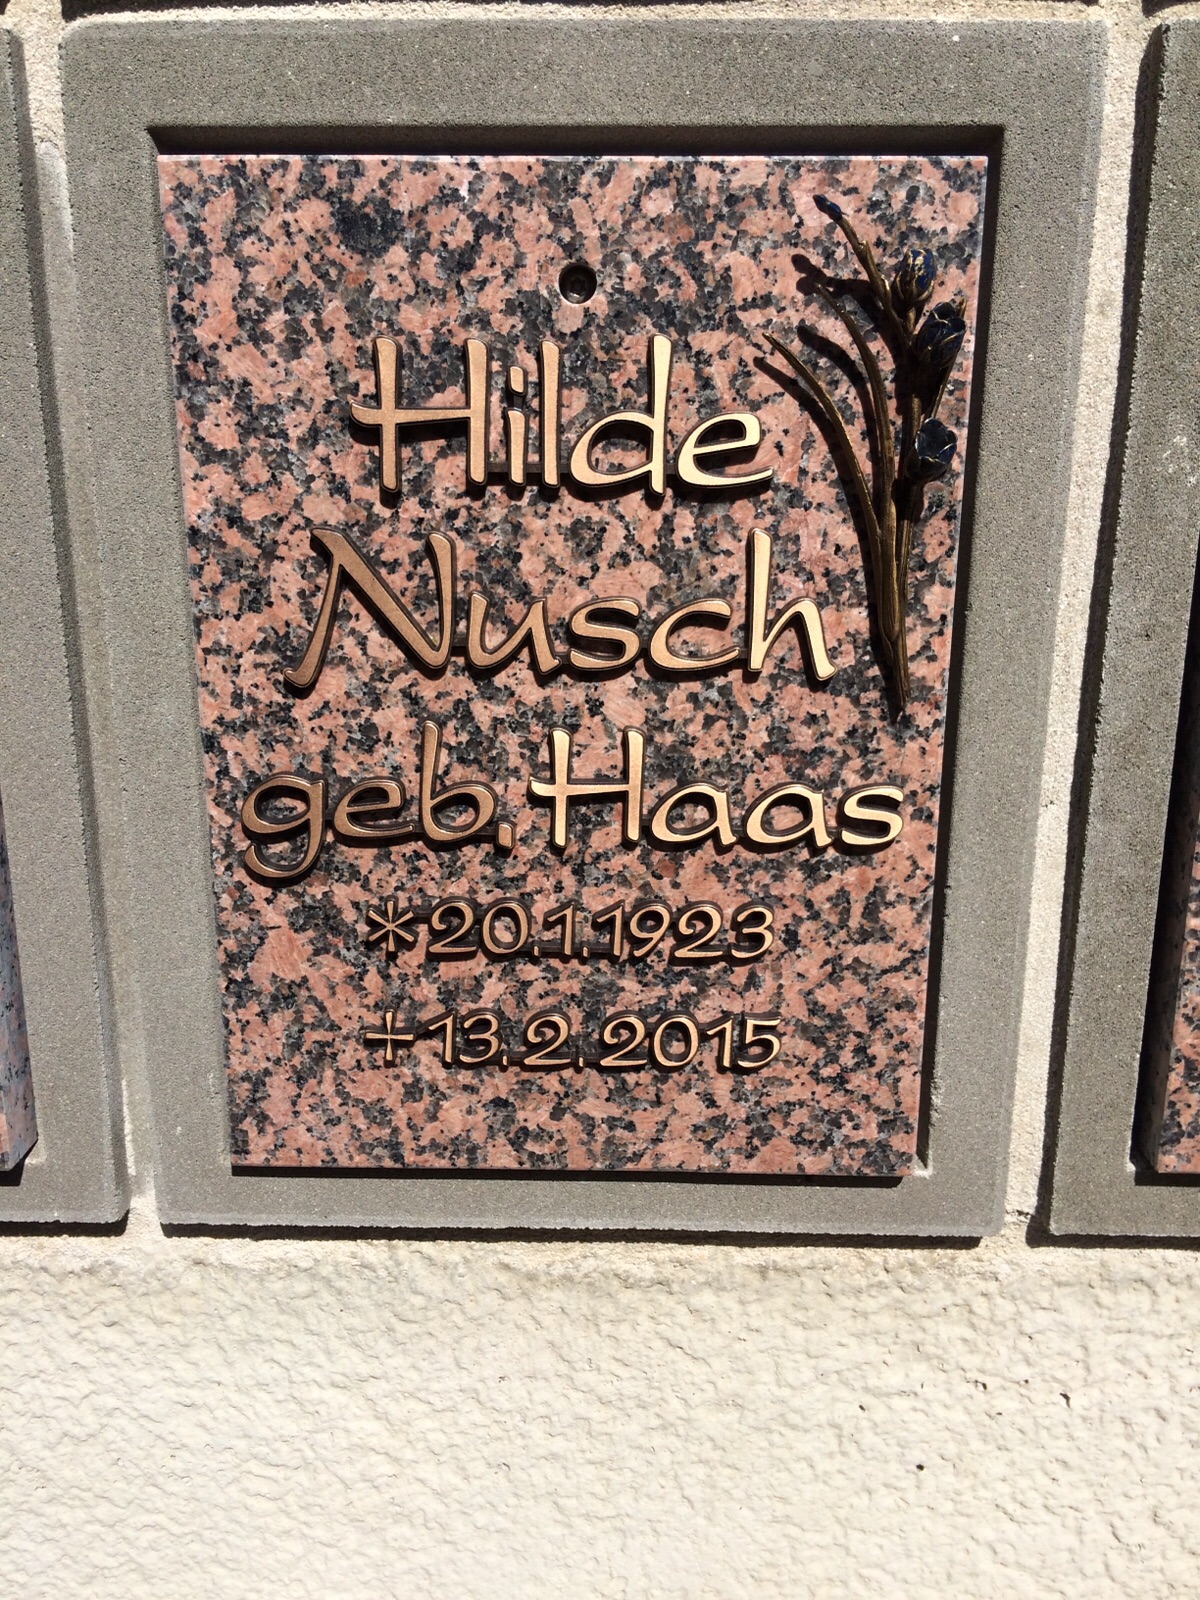 Hilde
Nusch
geb. Haas
*20.1.1923
+13.2.2015